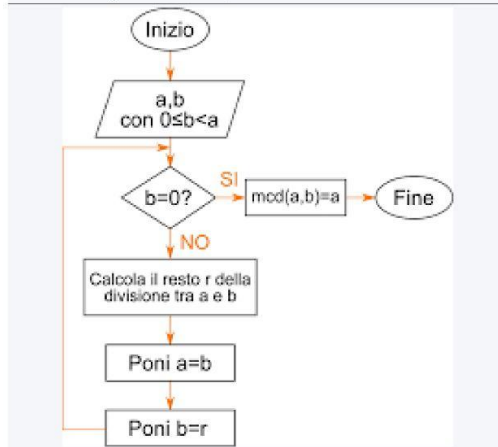 Inizio
a,b
con 0≤b<a
b=0?
SI
mcd(a,b)=a
Fine
NO
Calcola il resto r della
divisione tra a e b
Poni a=b
Poni b=r